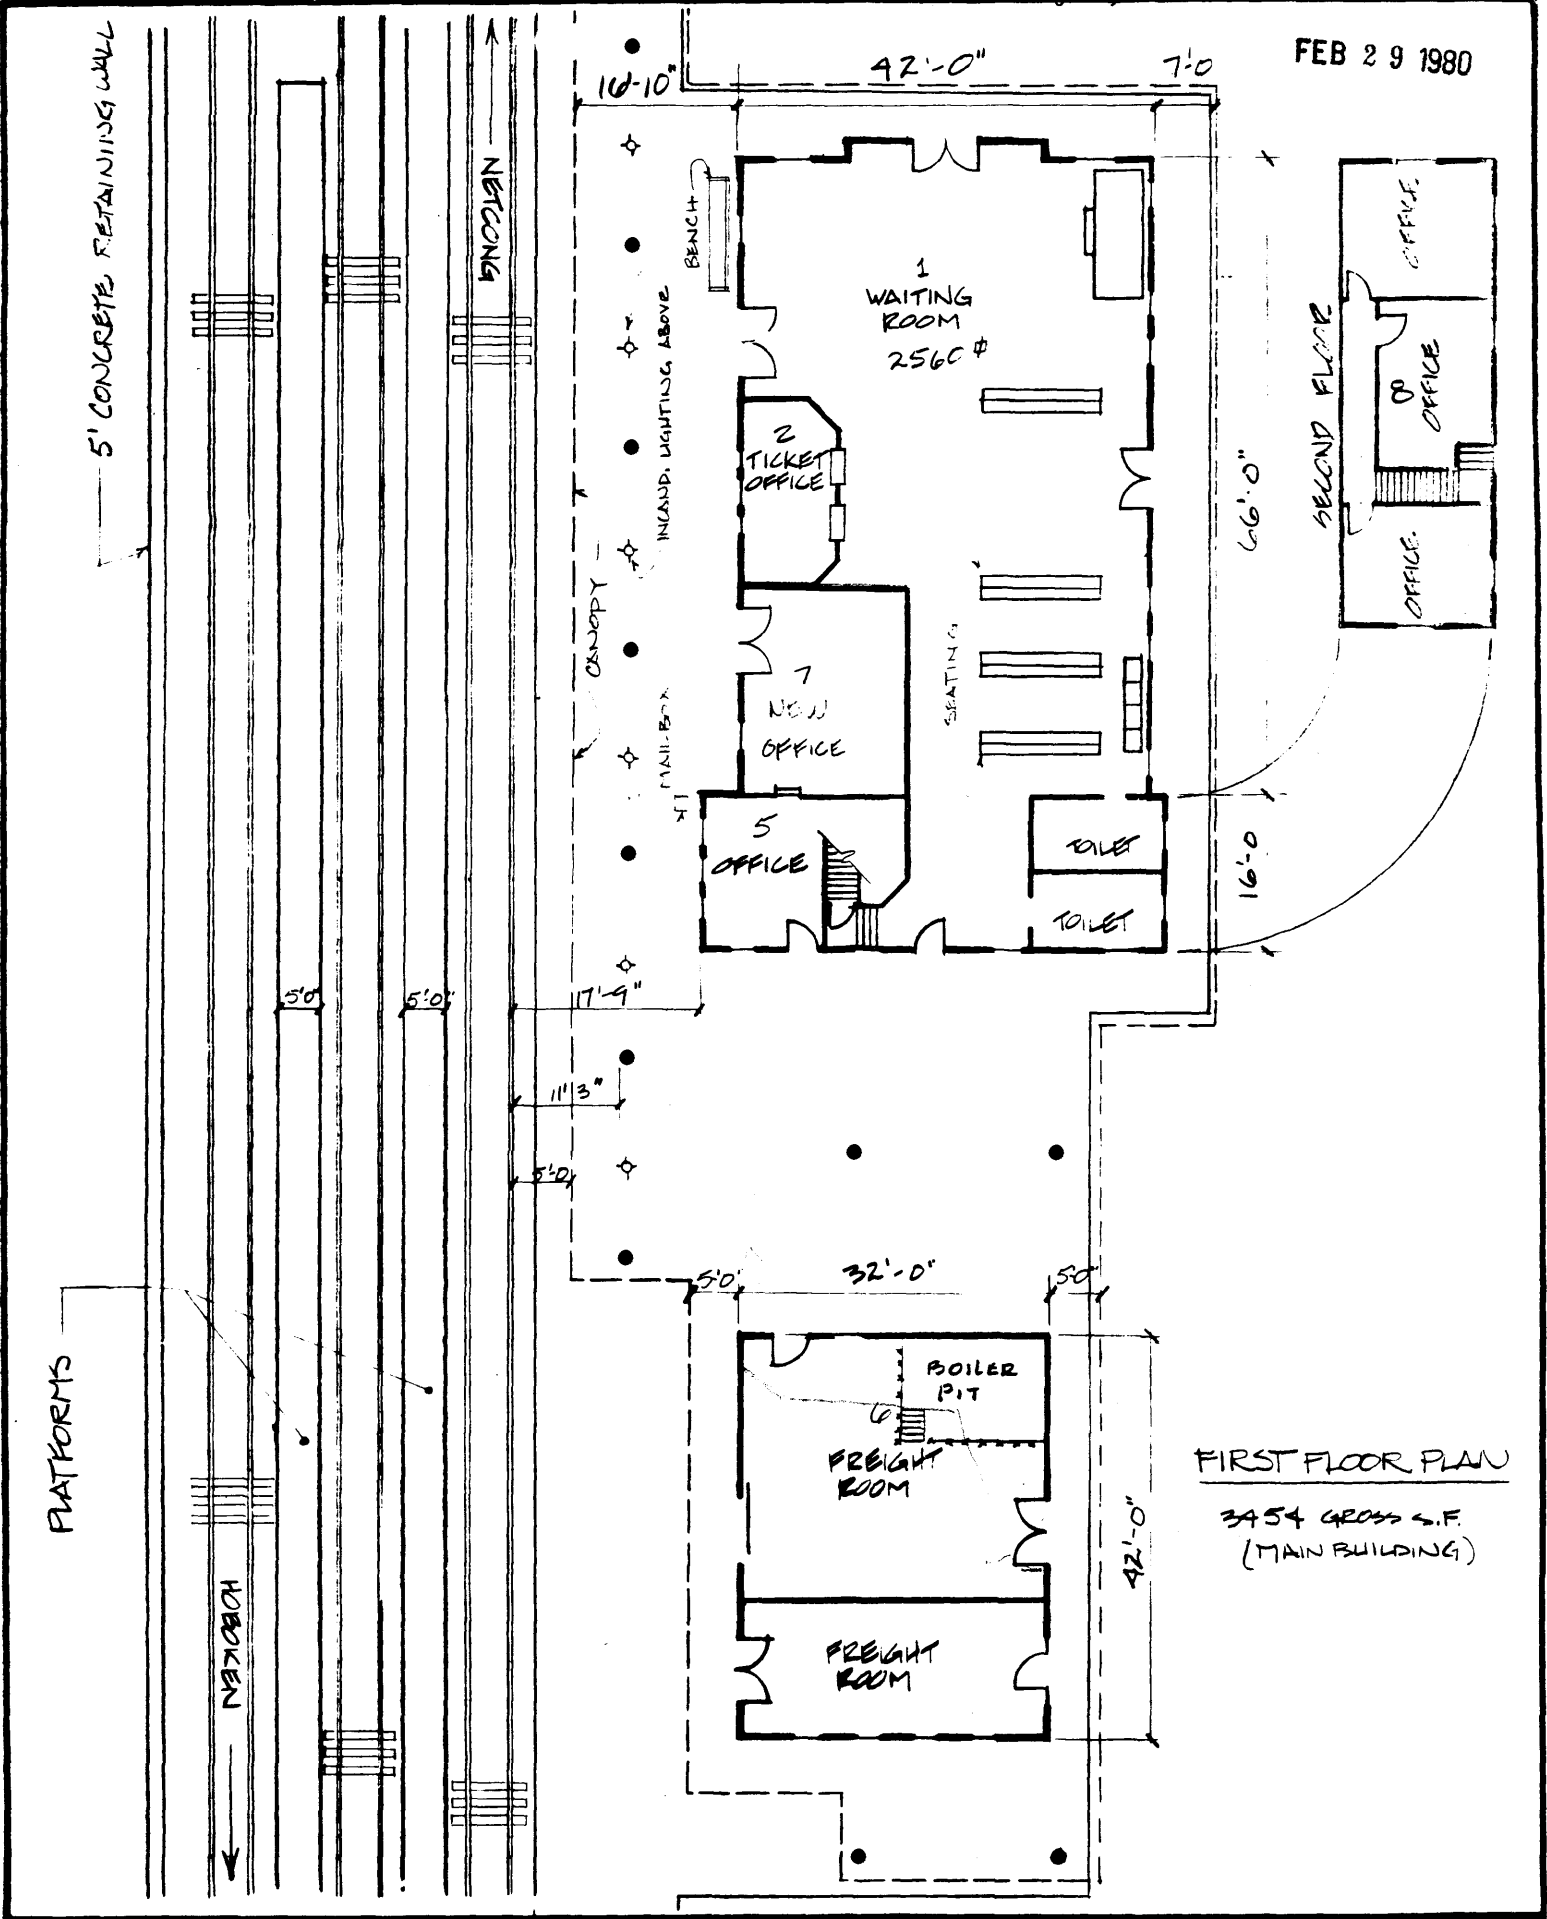 FEB 29 1980
16'-10"
42'-0"
7'-0
5' CONCRETE RETAINING WALL
NETCONG
BENCH
INCAND. LIGHTING ABOVE
CANOPY
MAILBOX
1
WAITING
ROOM
2560
2
TICKET
OFFICE
7
NEW
OFFICE
SEATING
5
OFFICE
TOILET
TOILET
66'-0"
16'-0
SECOND FLOOR
OFFICE
8
OFFICE
OFFICE
5'0"
5'0"
17'-9"
11'3"
5'-0
5'0"
32'-0"
5'0"
PLATFORMS
HOBOKEN
BOILER
PIT
6
FREIGHT
ROOM
FREIGHT
ROOM
42'-0"
FIRST FLOOR PLAN
3454 GROSS S.F.
(MAIN BUILDING)